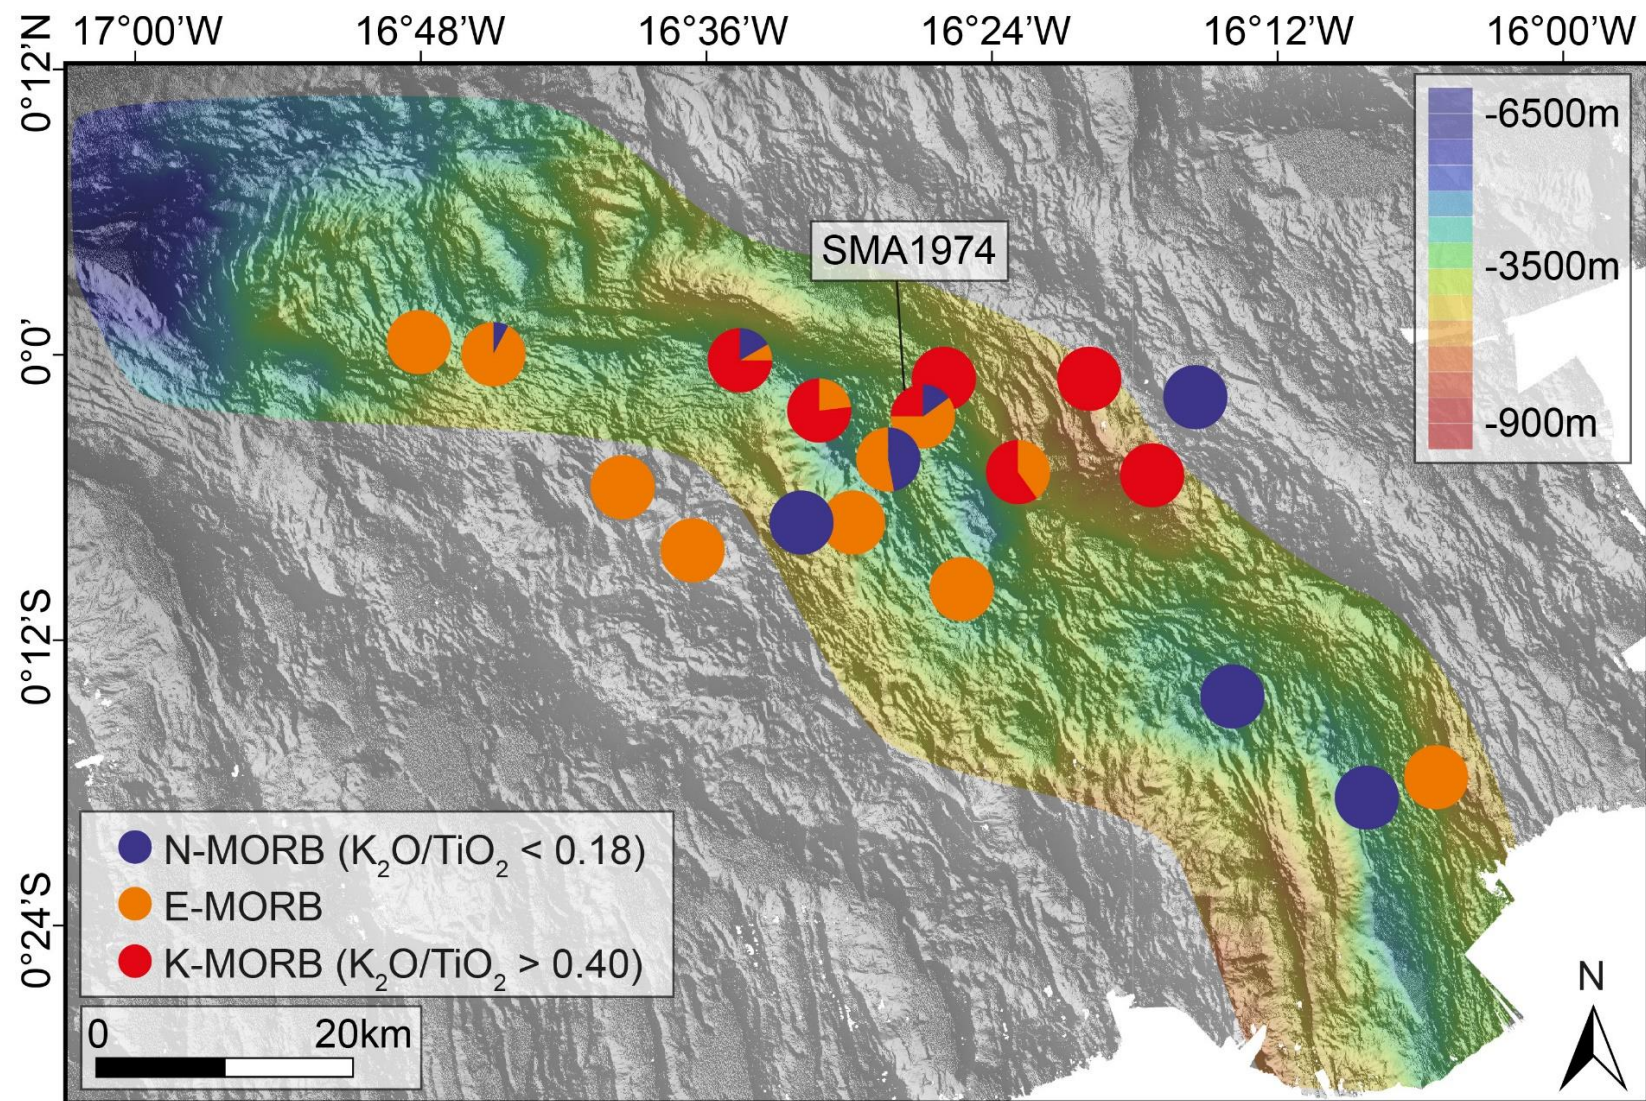 17°00’W 16°48’W 16°36’W 16°24’W 16°12’W 16°00’W
0°12’N
0°0’
0°12’S
0°24’S
-6500m
-3500m
-900m
SMA1974
N-MORB (K₂O/TiO₂ < 0.18)
E-MORB
K-MORB (K₂O/TiO₂ > 0.40)
0 20km
N